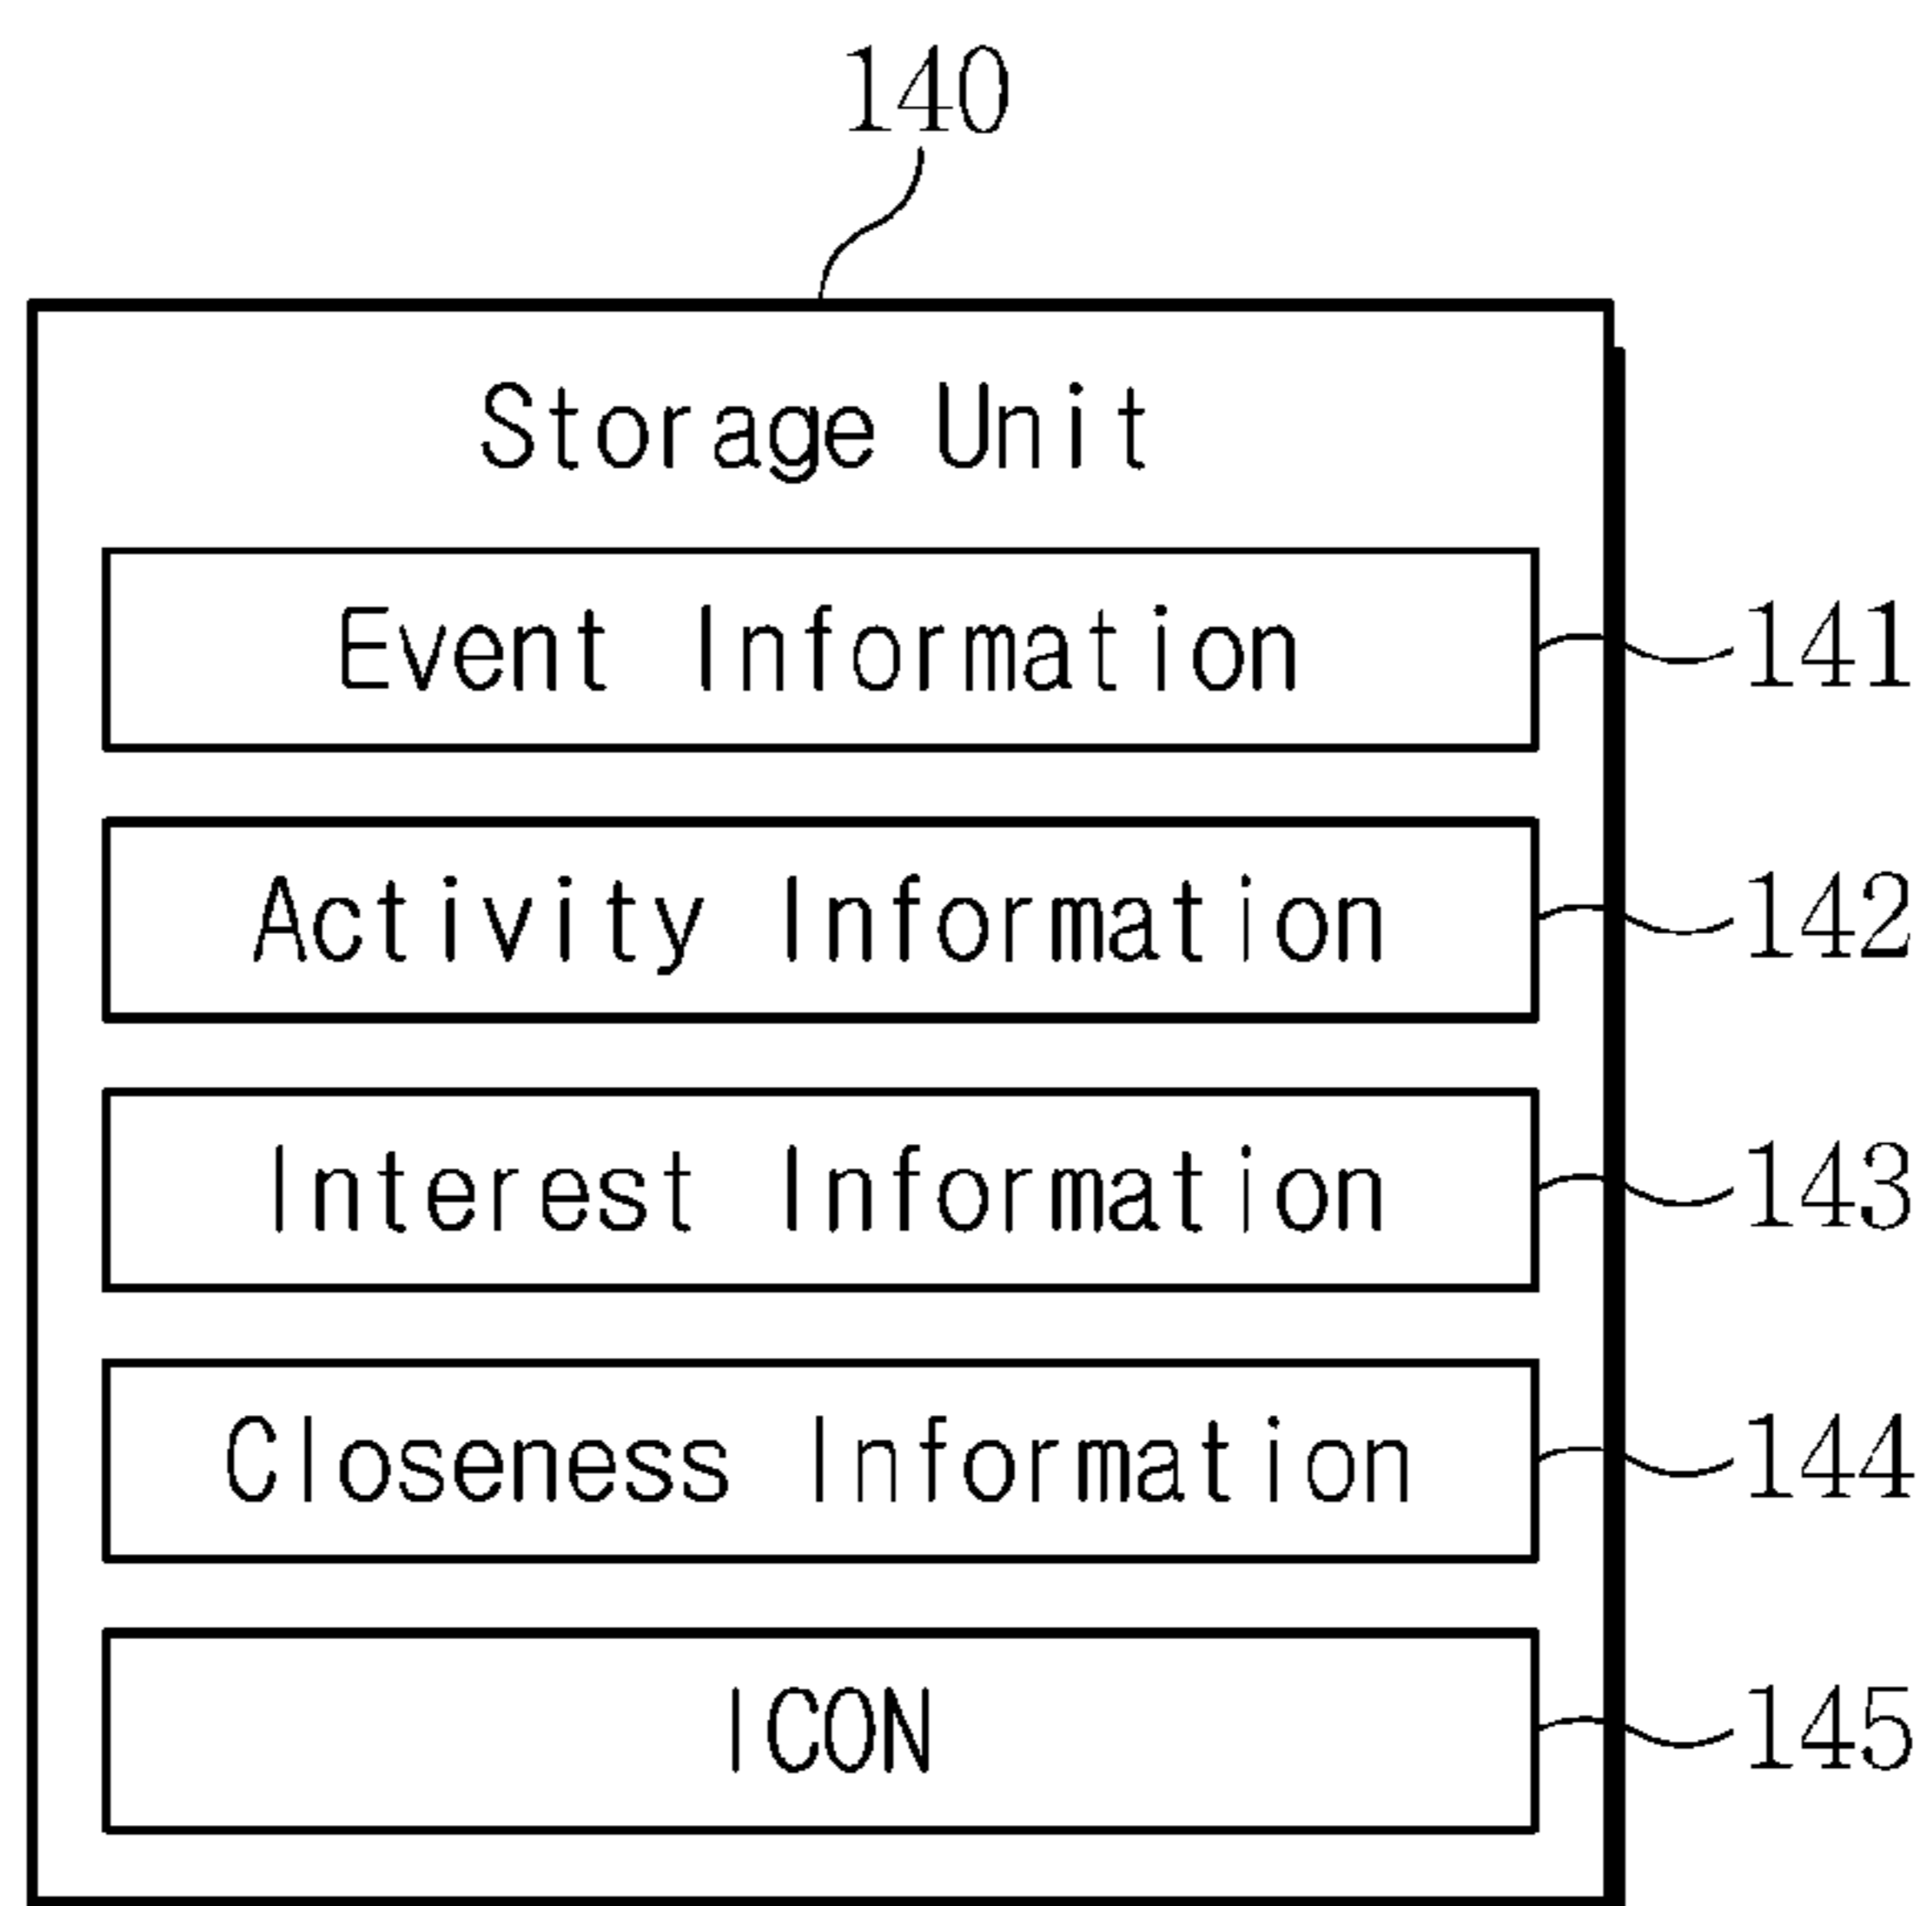 140
Storage Unit
Event Information 141
Activity Information 142
Interest Information 143
Closeness Information 144
ICON 145